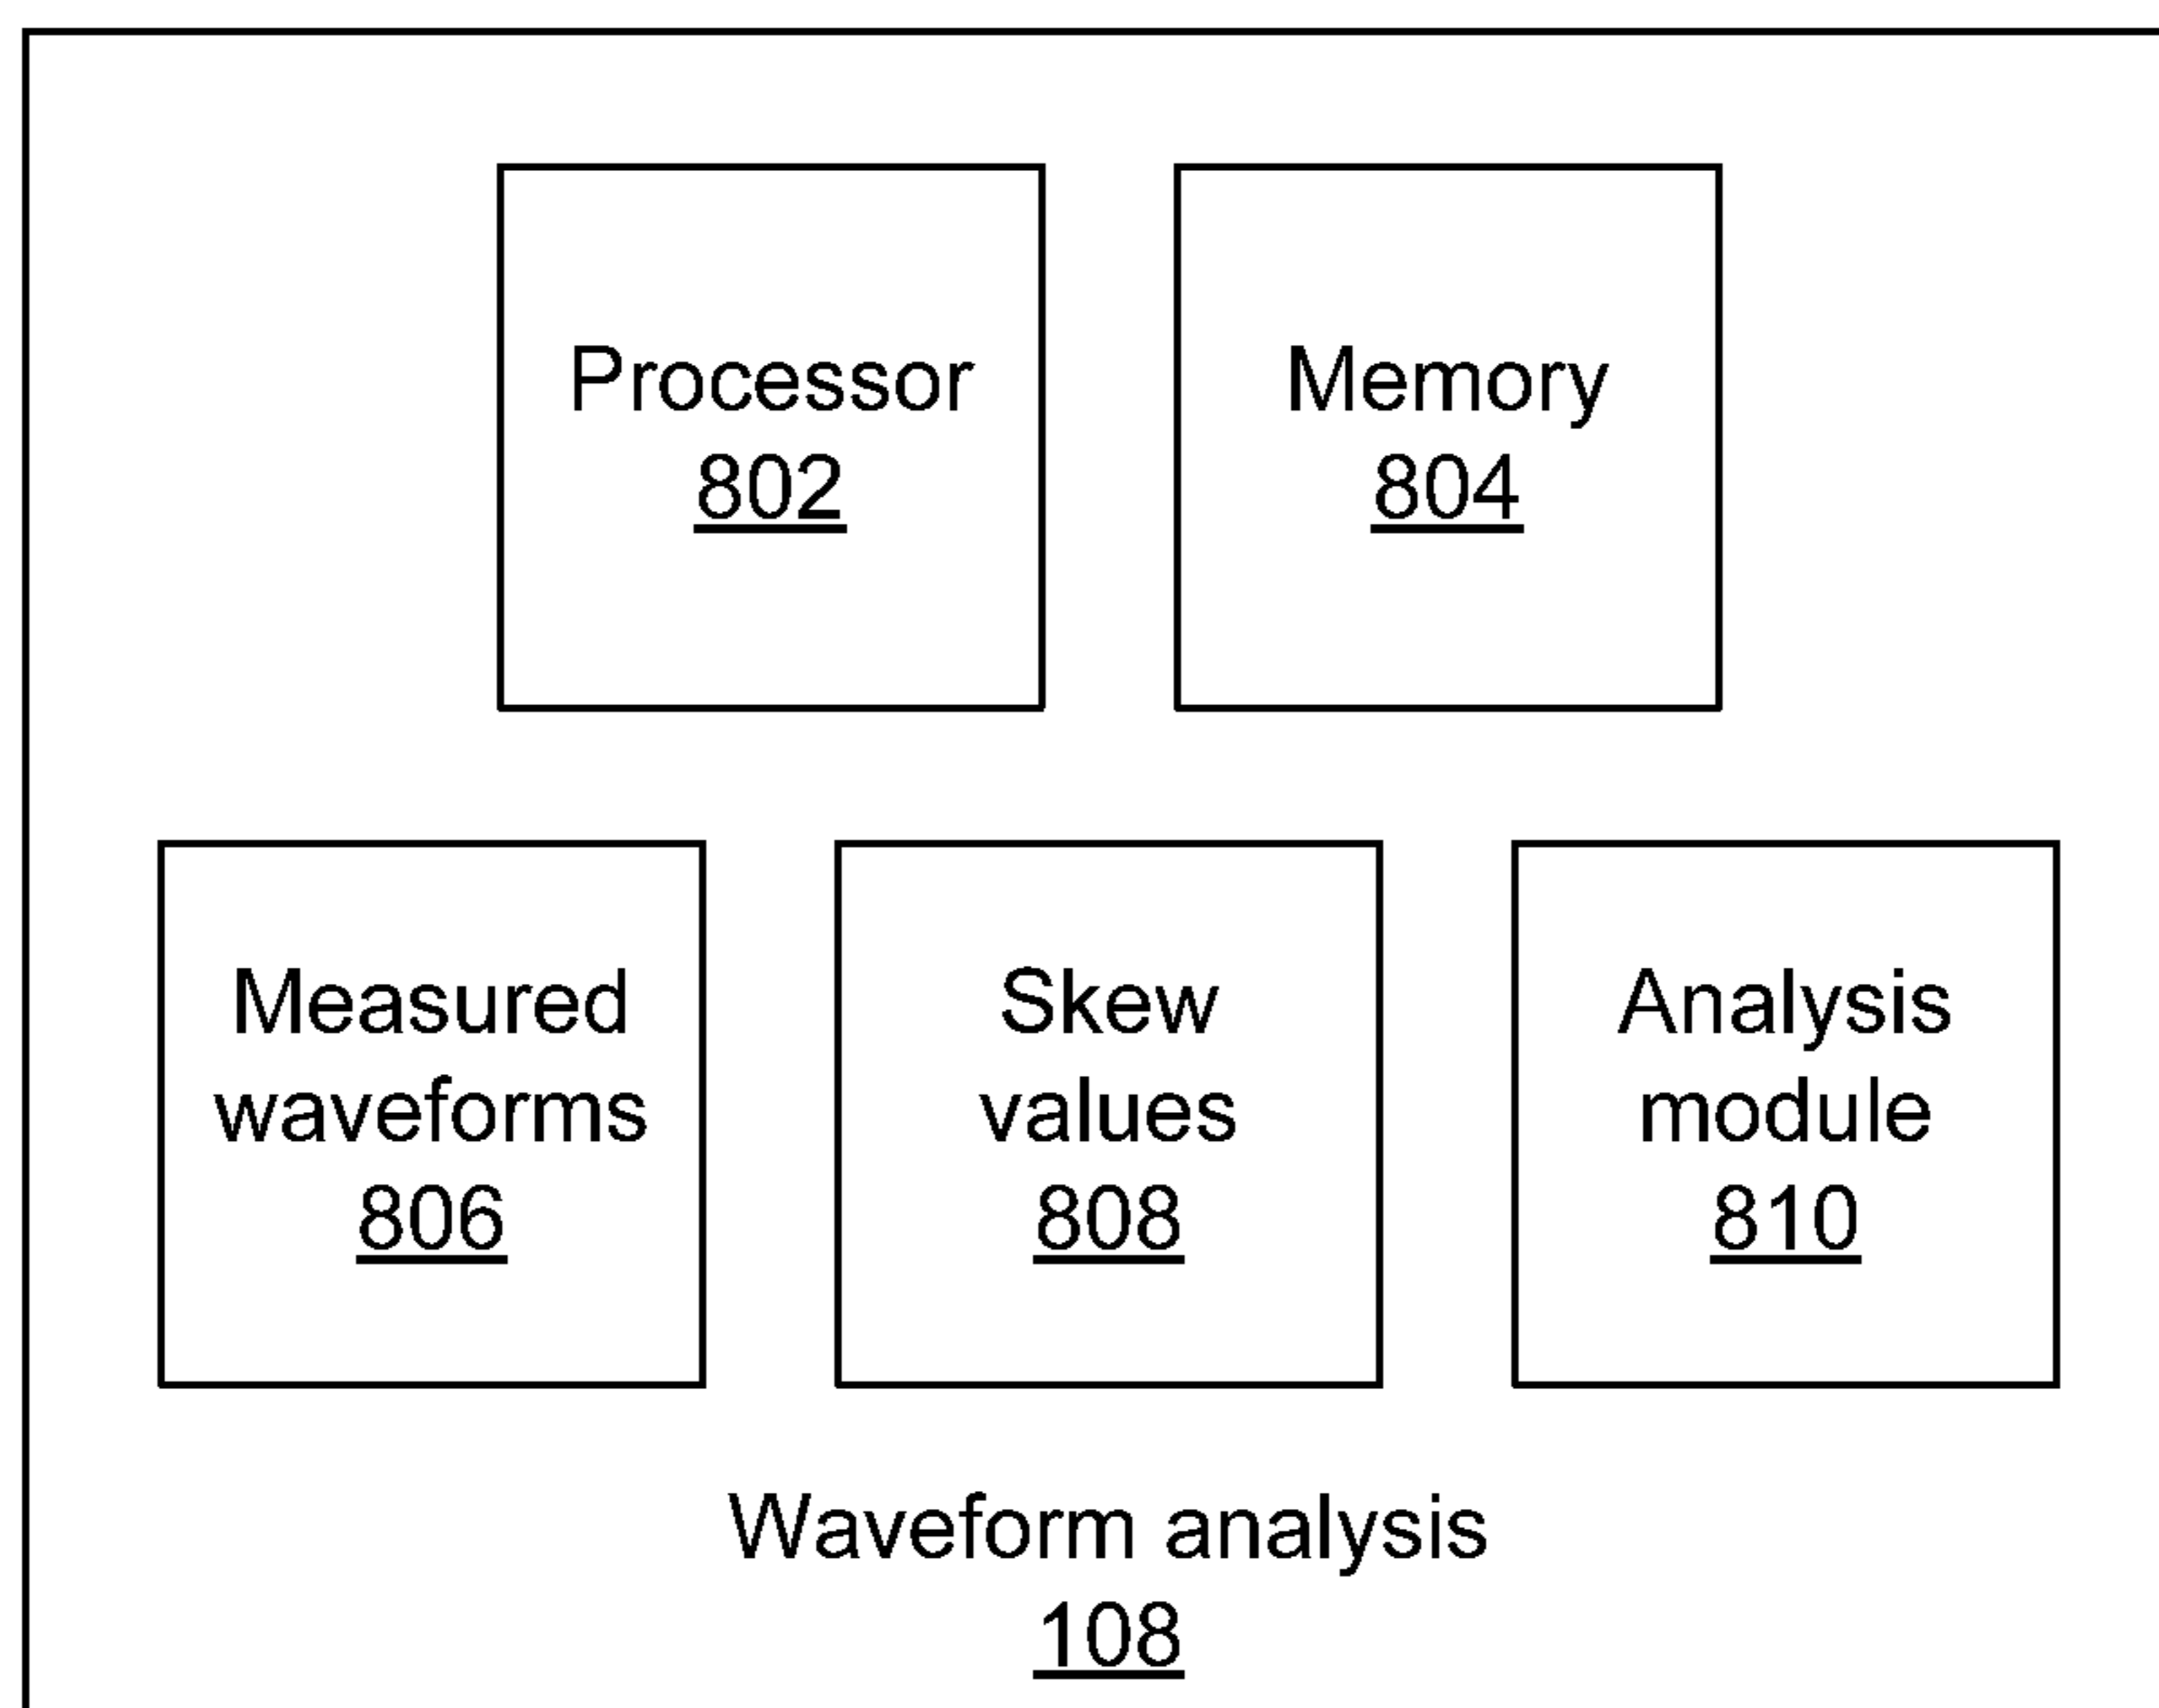 Processor
802
Memory
804
Measured
waveforms
806
Skew
values
808
Analysis
module
810
Waveform analysis
108